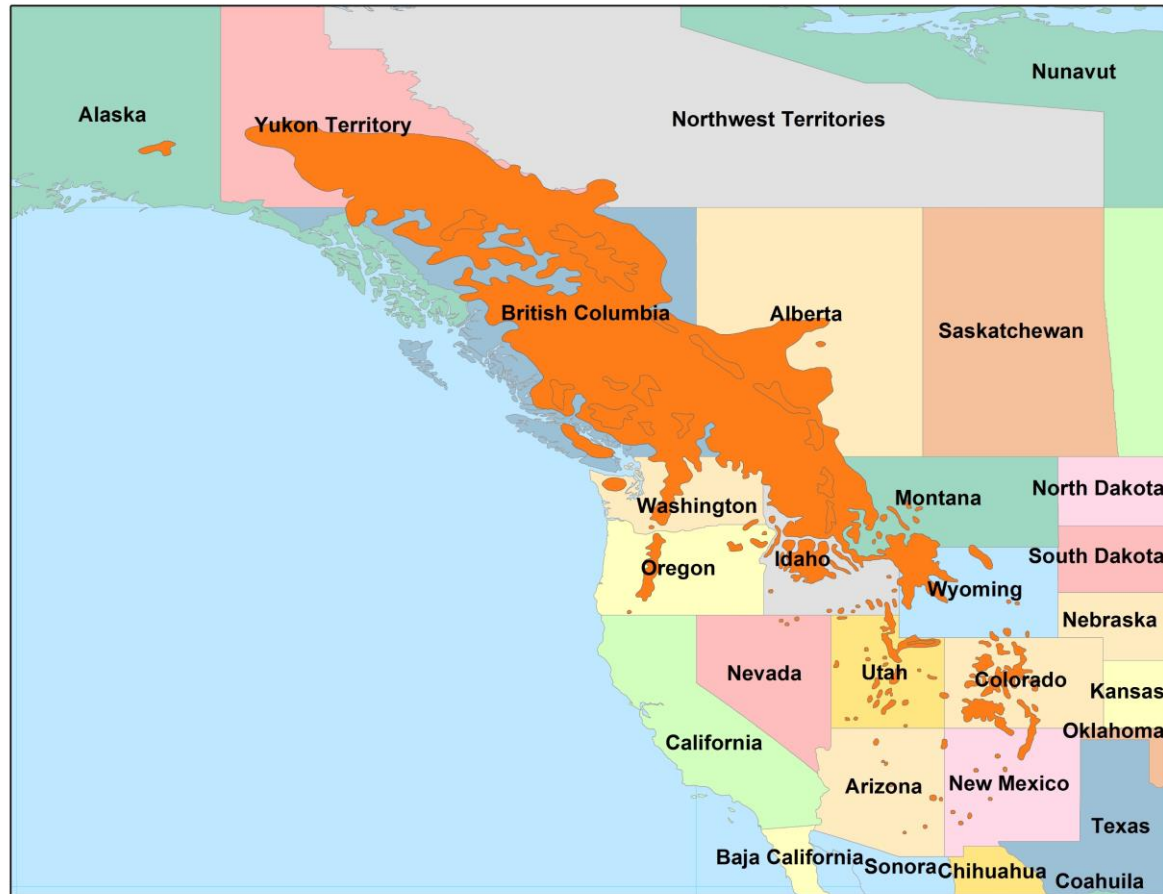 Nunavut
Alaska
Northwest Territories
Yukon Territory
British Columbia
Alberta
Saskatchewan
Montana
North Dakota
Washington
South Dakota
Oregon
Idaho
Wyoming
Nebraska
Nevada
Utah
Colorado
Kansas
Oklahoma
California
Arizona
New Mexico
Texas
Baja California
Sonora
Chihuahua
Coahuila